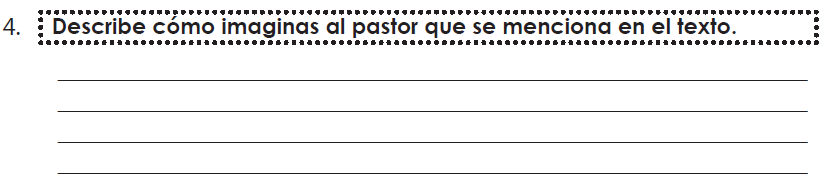 4. Describe cómo imaginas al pastor que se menciona en el texto.